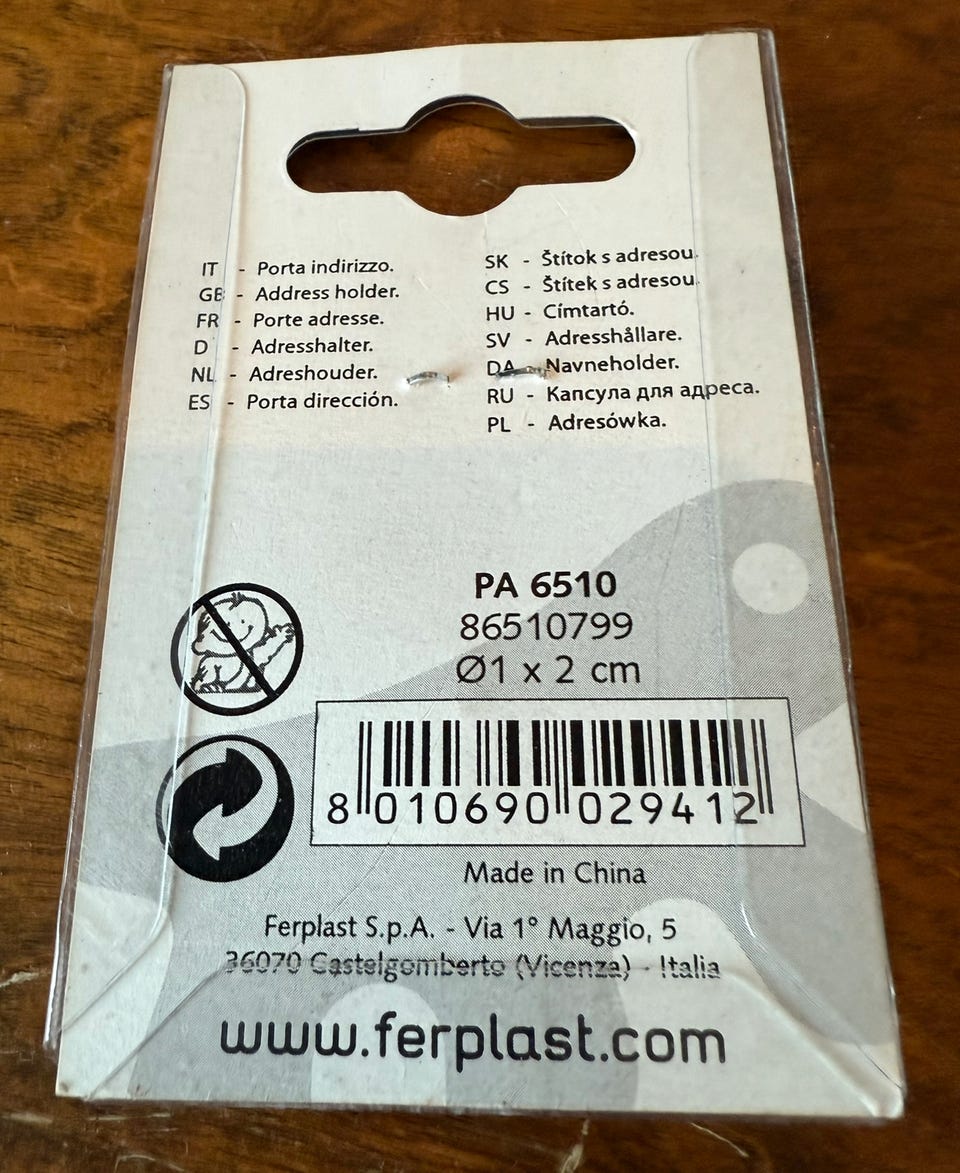 IT - Porta indirizzo.
GB - Address holder.
FR - Porte adresse.
D - Adresshalter.
NL - Adreshouder.
ES - Porta dirección.
SK - Štítok s adresou.
CS - Štítek s adresou.
HU - Címtartó.
SV - Adresshållare.
DA - Navneholder.
RU - Капсула для адреса.
PL - Adresówka.
PA 6510
86510799
Ø1 x 2 cm
8 010690 029412
Made in China
Ferplast S.p.A. - Via 1° Maggio, 5
36070 Castelgomberto (Vicenza) - Italia
www.ferplast.com